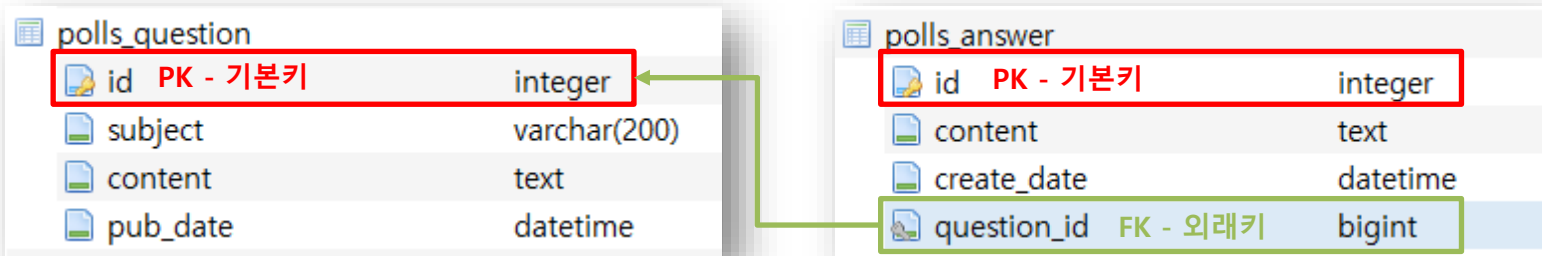 polls_question
id PK - 기본키 integer
subject varchar(200)
content text
pub_date datetime
polls_answer
id PK - 기본키 integer
content text
create_date datetime
question_id FK - 외래키 bigint